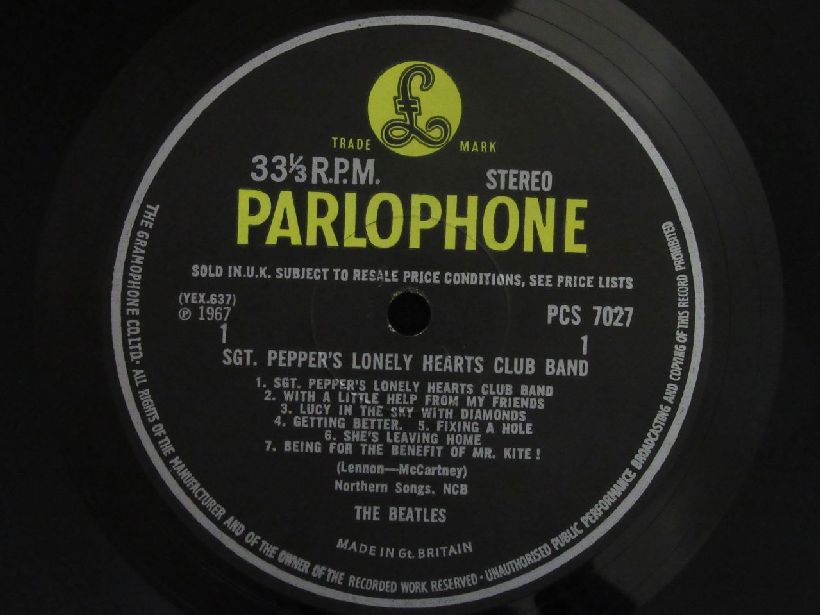 £
TRADE MARK
33⅓ R.P.M. STEREO
PARLOPHONE
SOLD IN U.K. SUBJECT TO RESALE PRICE CONDITIONS, SEE PRICE LISTS
(YEX.637)
℗ 1967 PCS 7027
1 1
SGT. PEPPER'S LONELY HEARTS CLUB BAND
1. SGT. PEPPER'S LONELY HEARTS CLUB BAND
2. WITH A LITTLE HELP FROM MY FRIENDS
3. LUCY IN THE SKY WITH DIAMONDS
4. GETTING BETTER. 5. FIXING A HOLE
6. SHE'S LEAVING HOME
7. BEING FOR THE BENEFIT OF MR. KITE!
(Lennon—McCartney)
Northern Songs, NCB
THE BEATLES
MADE IN Gt. BRITAIN
THE GRAMOPHONE CO. LTD. · ALL RIGHTS OF THE MANUFACTURER AND OF THE OWNER OF THE RECORDED WORK RESERVED · UNAUTHORISED PUBLIC PERFORMANCE BROADCASTING AND COPYING OF THIS RECORD PROHIBITED